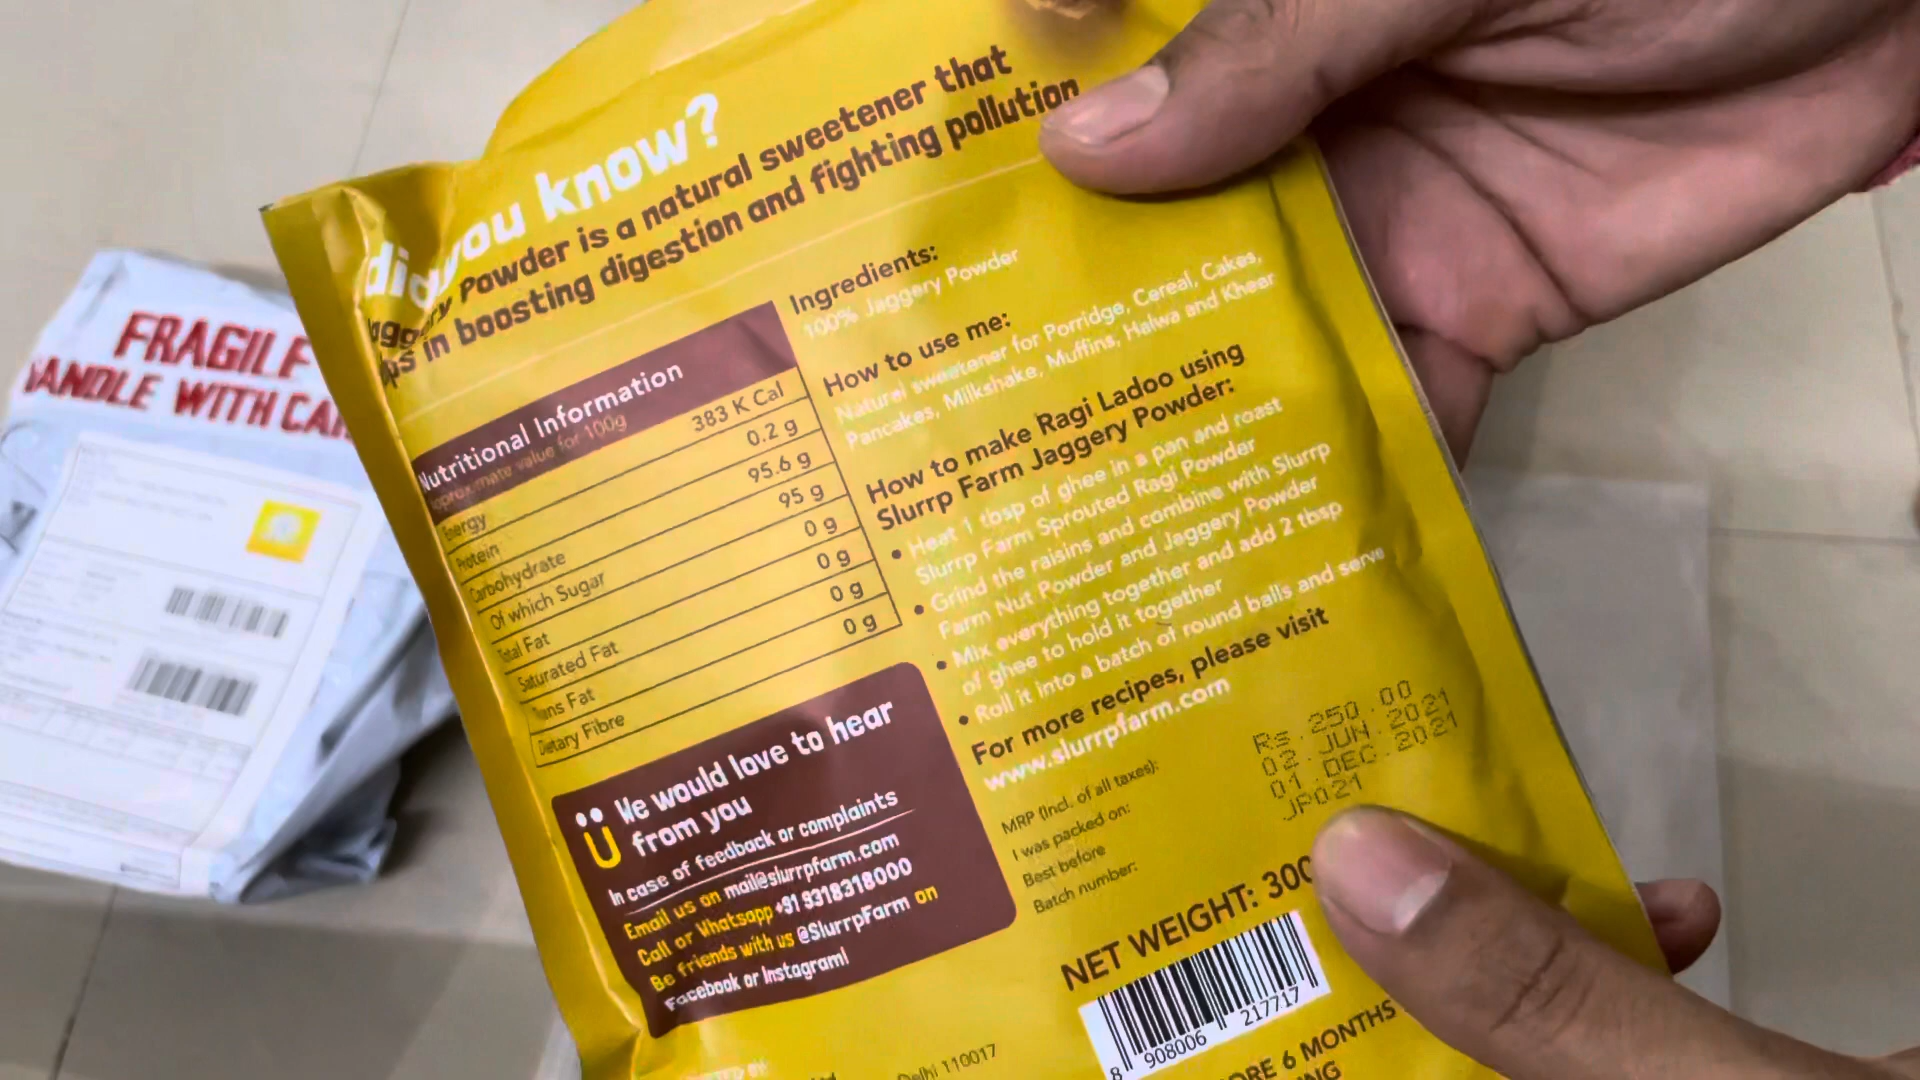 did you know?
Jaggery Powder is a natural sweetener that
helps in boosting digestion and fighting pollution
Nutritional Information
Approximate value for 100g
Energy 383 K Cal
Protein 0.2 g
Carbohydrate 95.6 g
Of which Sugar 95 g
Total Fat 0 g
Saturated Fat 0 g
Trans Fat 0 g
Dietary Fibre 0 g
We would love to hear
from you
In case of feedback or complaints
Email us on mail@slurrpfarm.com
Call or Whatsapp +91 9318318000
Be friends with us @SlurrpFarm on
Facebook or Instagram!
Ingredients:
100% Jaggery Powder
How to use me:
Natural sweetener for Porridge, Cereal, Cakes,
Pancakes, Milkshake, Muffins, Halwa and Kheer
How to make Ragi Ladoo using
Slurrp Farm Jaggery Powder:
• Heat 1 tbsp of ghee in a pan and roast
Slurrp Farm Sprouted Ragi Powder
• Grind the raisins and combine with Slurrp
Farm Nut Powder and Jaggery Powder
• Mix everything together and add 2 tbsp
of ghee to hold it together
• Roll it into a batch of round balls and serve
For more recipes, please visit
www.slurrpfarm.com
MRP (Incl. of all taxes): Rs. 250.00
I was packed on: 02.JUN.2021
Best before 01.DEC.2021
Batch number: JP021
NET WEIGHT: 300
8 908006 217717
ORE 6 MONTHS
ING
Delhi 110017
FRAGILE
HANDLE WITH CAR